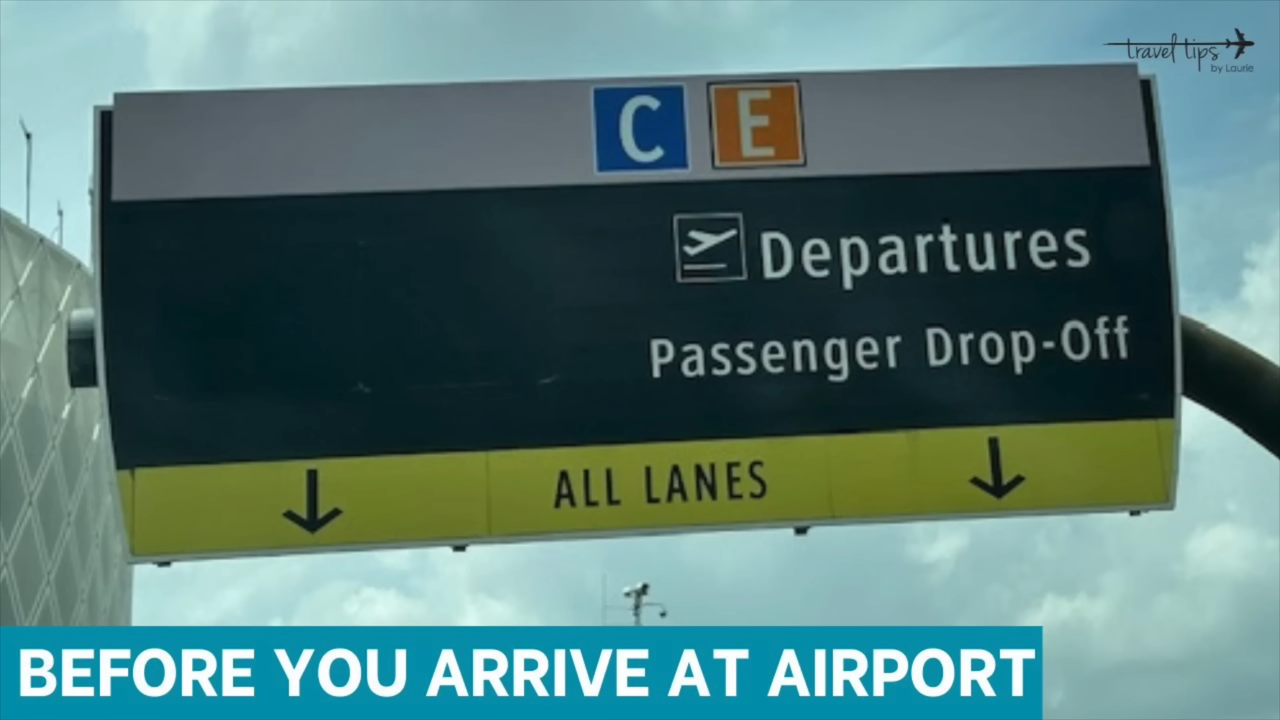 travel tips
by Laurie
C E
Departures
Passenger Drop-Off
ALL LANES
BEFORE YOU ARRIVE AT AIRPORT